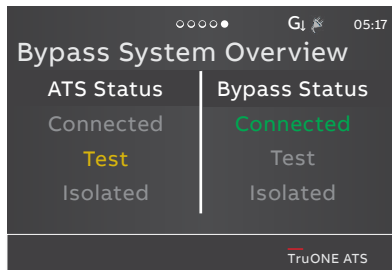 G↓ 05:17
Bypass System Overview
ATS Status Bypass Status
Connected Connected
Test Test
Isolated Isolated
TruONE ATS